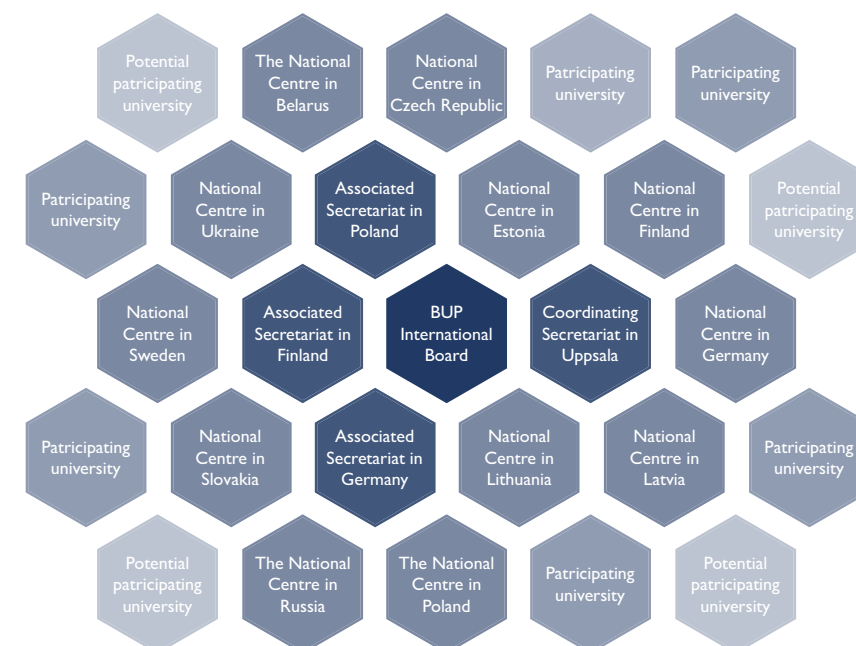 Potential
patricipating
university
The National
Centre in
Belarus
National
Centre in
Czech Republic
Patricipating
university
Patricipating
university
Patricipating
university
National
Centre in
Ukraine
Associated
Secretariat in
Poland
National
Centre in
Estonia
National
Centre in
Finland
Potential
patricipating
university
National
Centre in
Sweden
Associated
Secretariat in
Finland
BUP
International
Board
Coordinating
Secretariat in
Uppsala
National
Centre in
Germany
Patricipating
university
National
Centre in
Slovakia
Associated
Secretariat in
Germany
National
Centre in
Lithuania
National
Centre in
Latvia
Patricipating
university
Potential
patricipating
university
The National
Centre in
Russia
The National
Centre in
Poland
Patricipating
university
Potential
patricipating
university